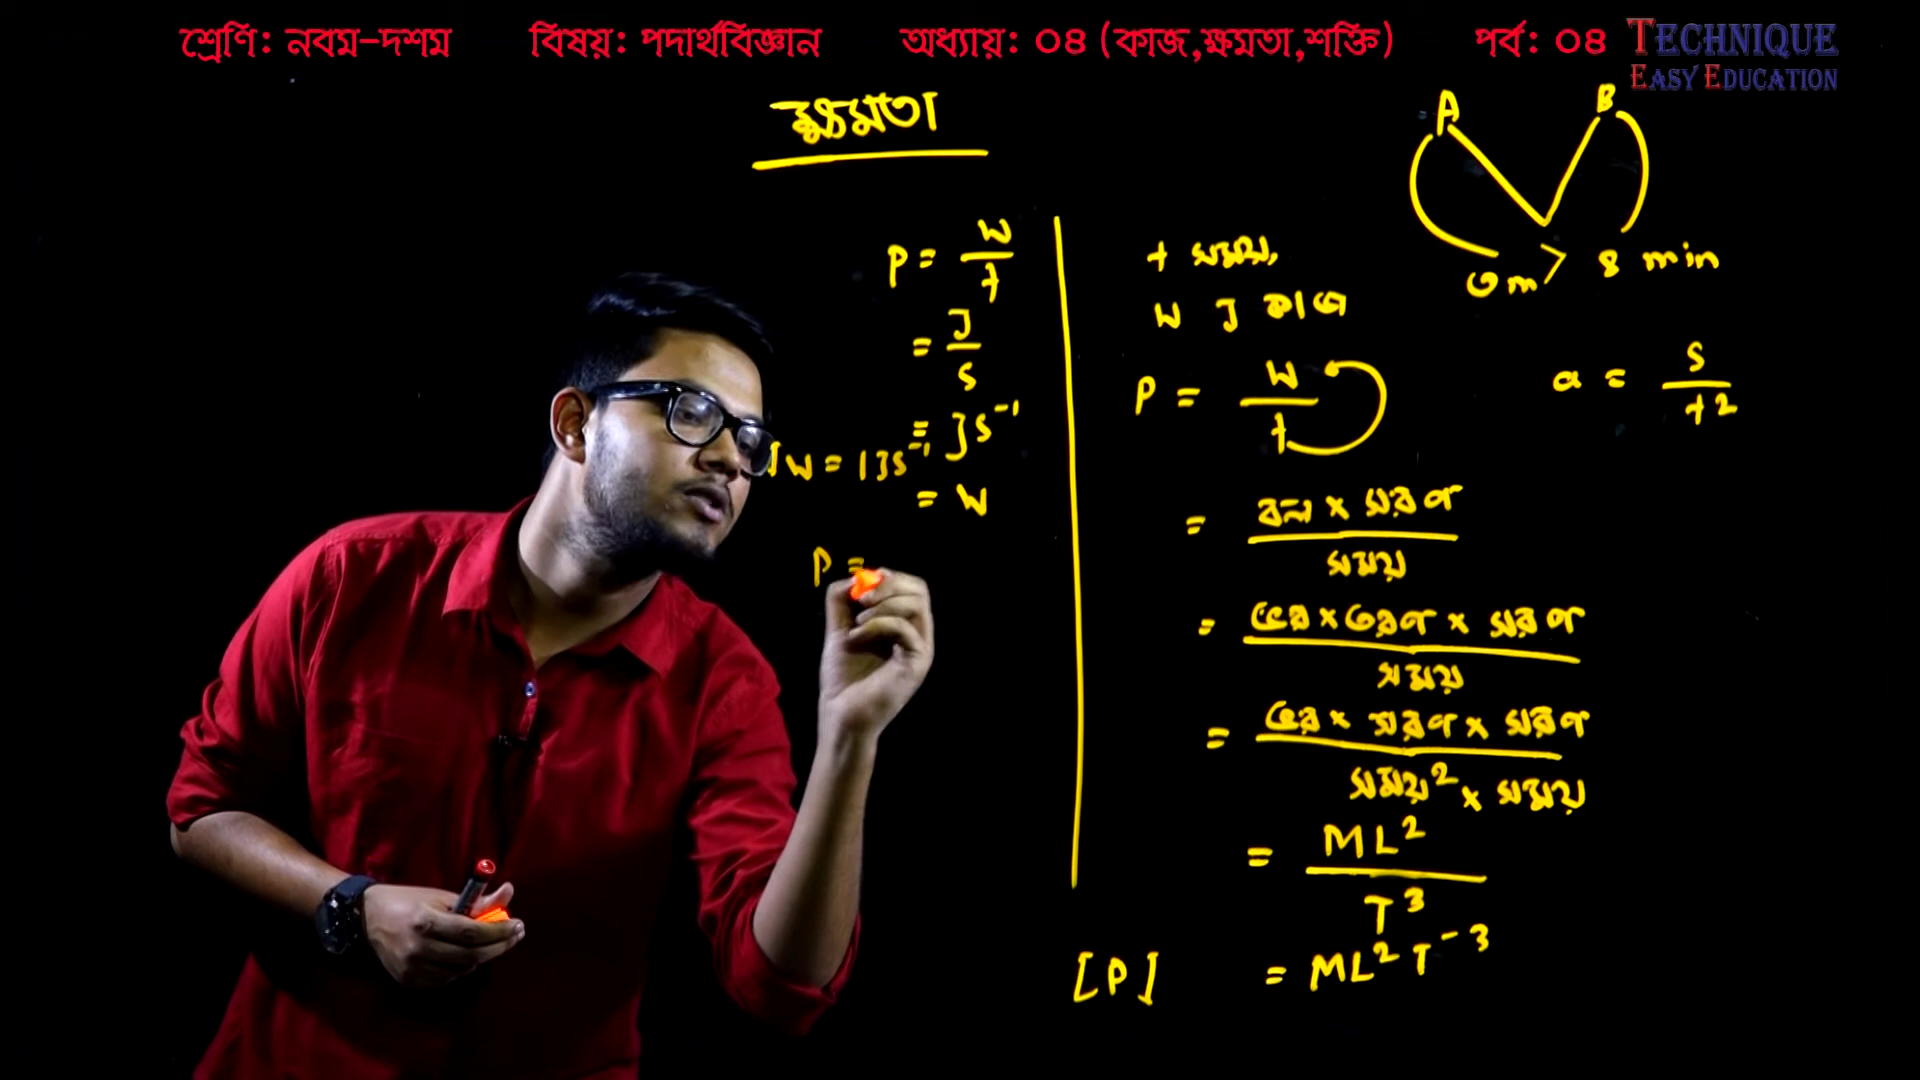 শ্রেণি: নবম-দশম বিষয়: পদার্থবিজ্ঞান অধ্যায়: ০৪ (কাজ,ক্ষমতা,শক্তি) পর্ব: ০৪
TECHNIQUE
EASY EDUCATION
ক্ষমতা
P = W/t
= J/s
= Js⁻¹
1W = 1Js⁻¹
= W
P =
t সময়,
W J কাজ
P = W/t
= বল × সরণ / সময়
= ভর × ত্বরণ × সরণ / সময়
= ভর × সরণ × সরণ / সময়² × সময়
= ML² / T³
[P] = ML²T⁻³
A B
৩m > ৪ min
a = s/t²